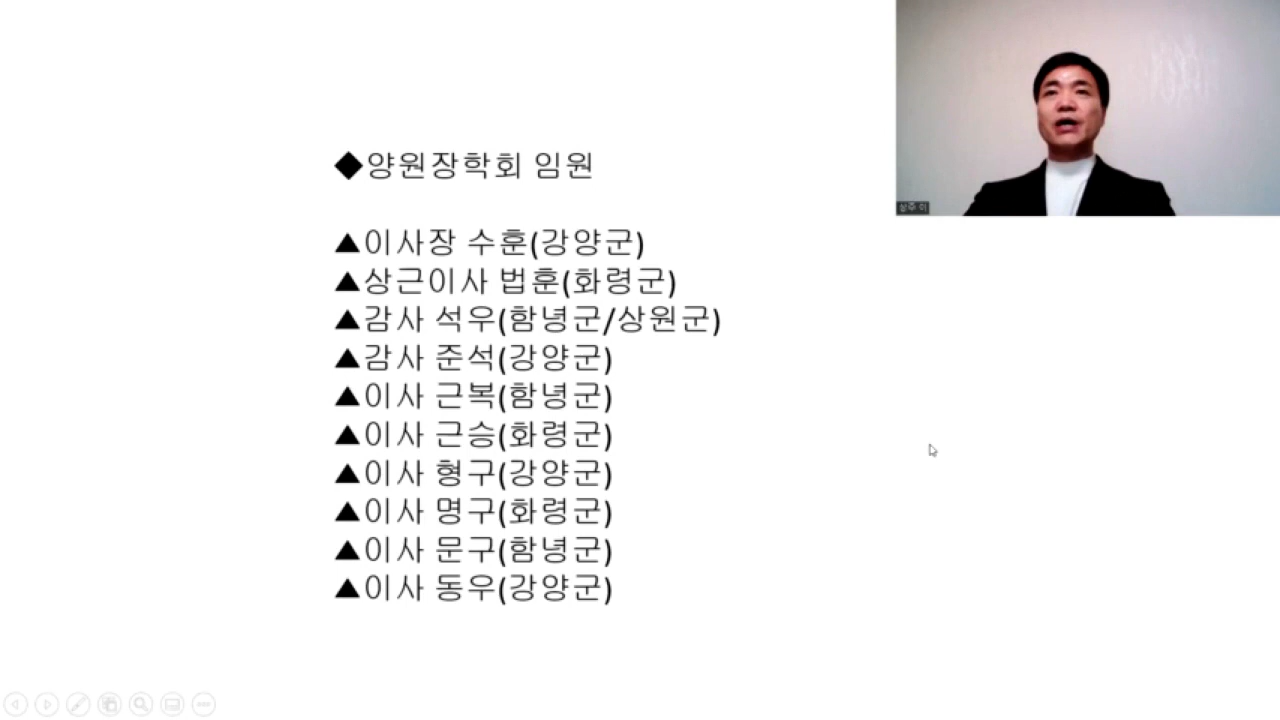 ◆양원장학회 임원
▲이사장 수훈(강양군)
▲상근이사 법훈(화령군)
▲감사 석우(함녕군/상원군)
▲감사 준석(강양군)
▲이사 근복(함녕군)
▲이사 근승(화령군)
▲이사 형구(강양군)
▲이사 명구(화령군)
▲이사 문구(함녕군)
▲이사 동우(강양군)
상주 이